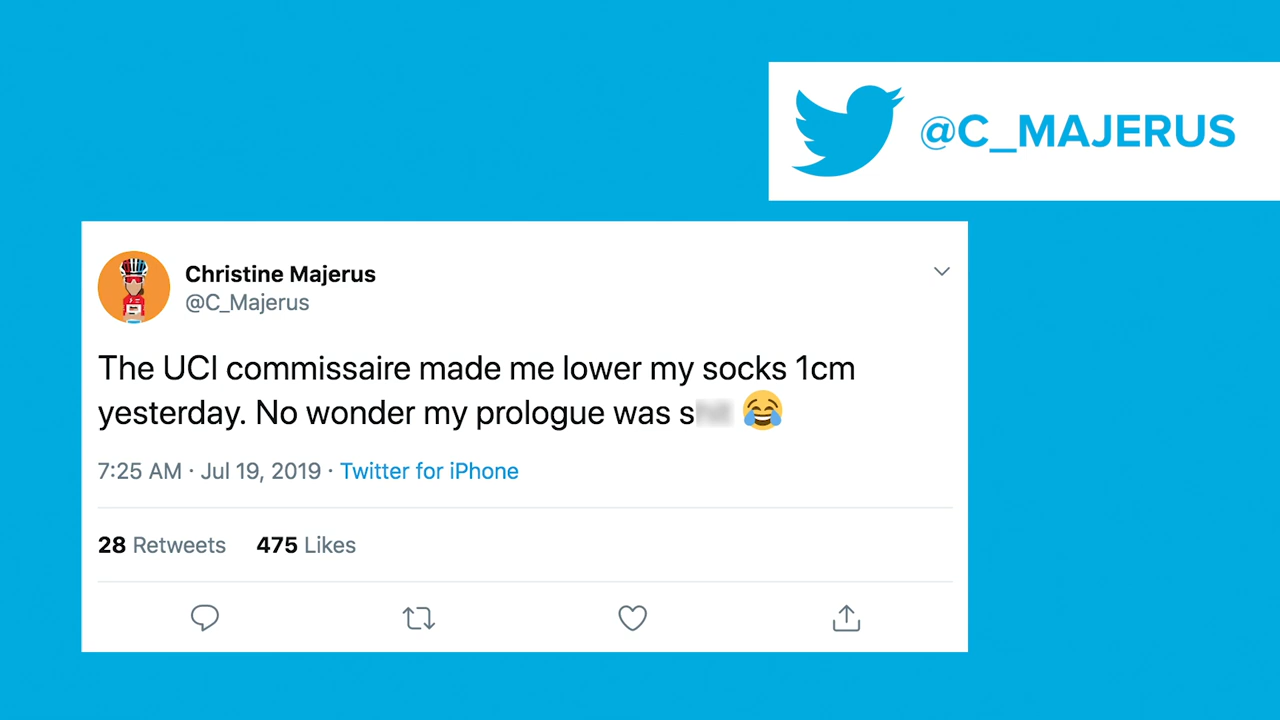 @C_MAJERUS
Christine Majerus
@C_Majerus
The UCI commissaire made me lower my socks 1cm
yesterday. No wonder my prologue was s
7:25 AM · Jul 19, 2019 · Twitter for iPhone
28 Retweets 475 Likes